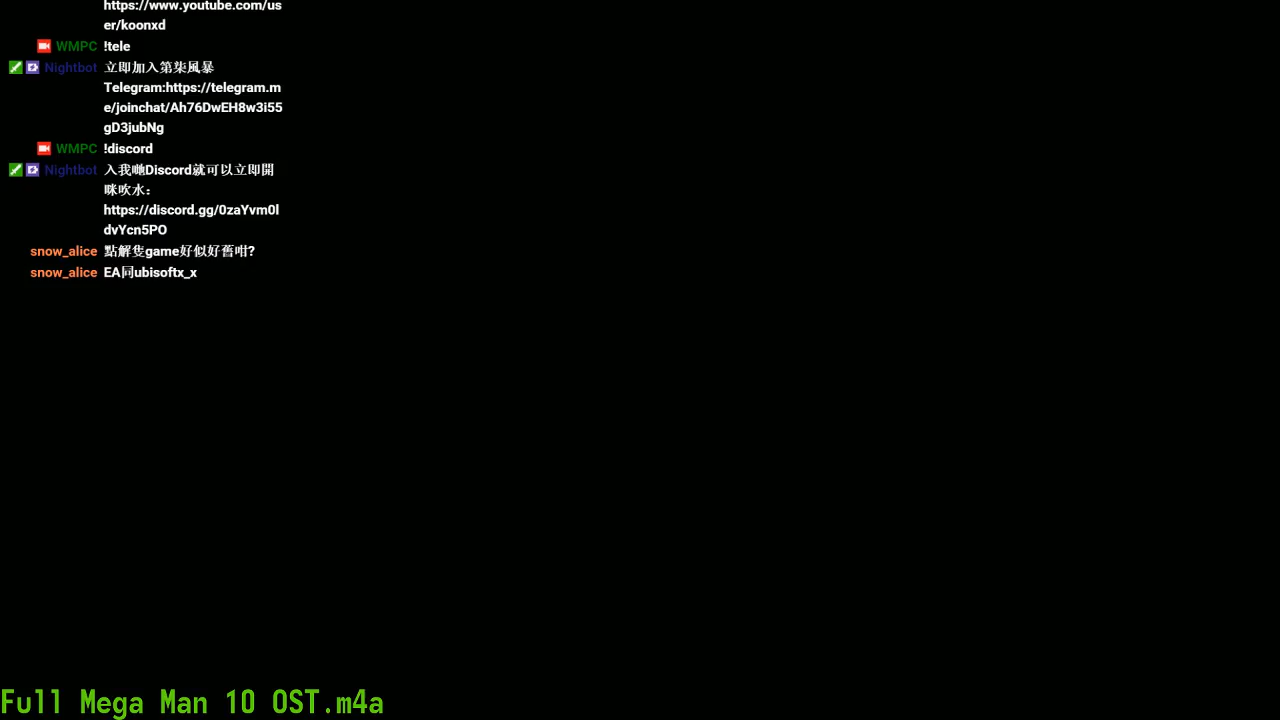 https://www.youtube.com/us
er/koonxd
WMPC !tele
Nightbot 立即加入第柒風暴
Telegram:https://telegram.m
e/joinchat/Ah76DwEH8w3i55
gD3jubNg
WMPC !discord
Nightbot 入我哋Discord就可以立即開
咪吹水：
https://discord.gg/0zaYvm0l
dvYcn5PO
snow_alice 點解隻game好似好舊咁?
snow_alice EA同ubisoftx_x
Full Mega Man 10 OST.m4a